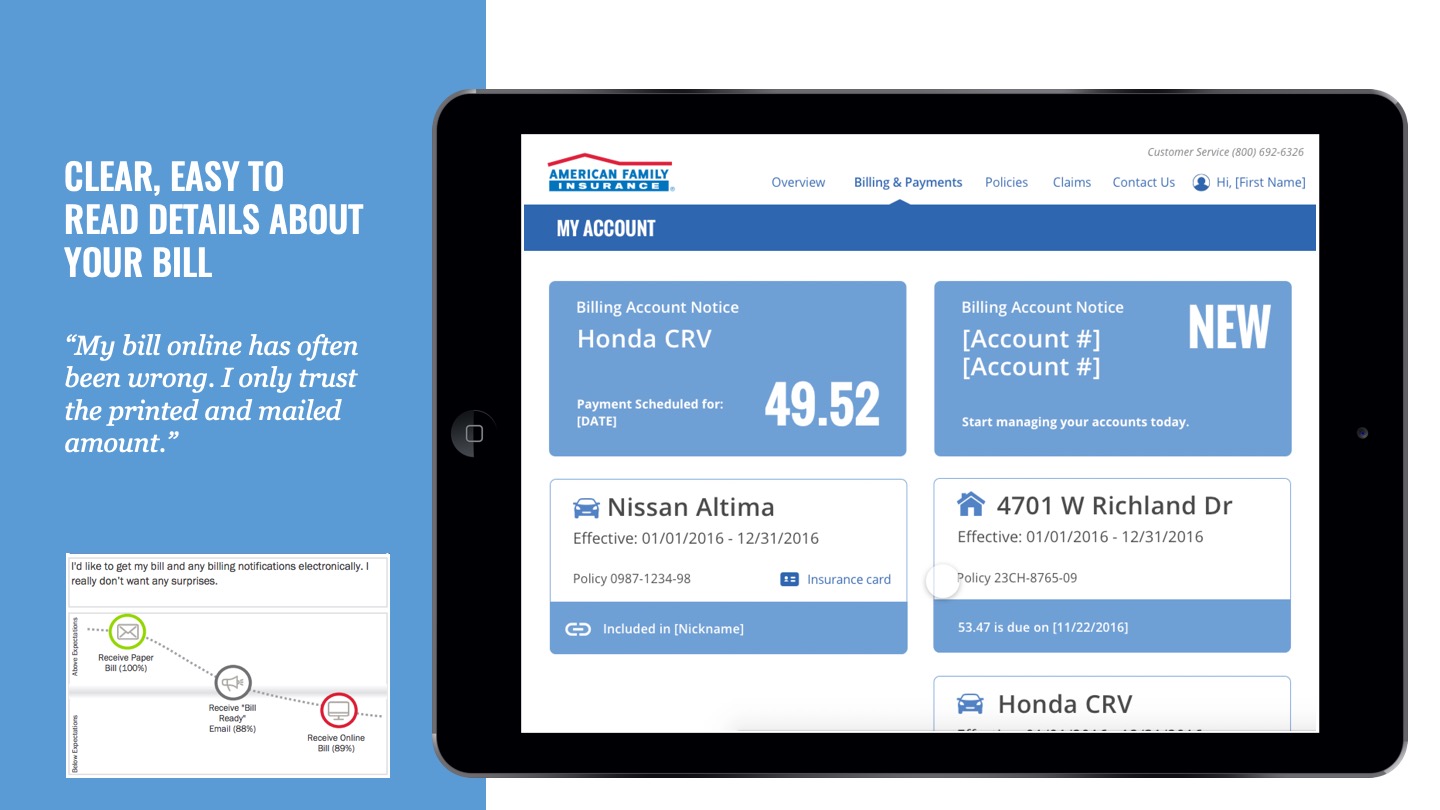 CLEAR, EASY TO
READ DETAILS ABOUT
YOUR BILL
“My bill online has often
been wrong. I only trust
the printed and mailed
amount.”
I'd like to get my bill and any billing notifications electronically. I
really don't want any surprises.
Above Expectations
Below Expectations
Receive Paper
Bill (100%)
Receive "Bill
Ready"
Email (88%)
Receive Online
Bill (89%)
AMERICAN FAMILY
INSURANCE ®
Customer Service (800) 692-6326
Overview Billing & Payments Policies Claims Contact Us Hi, [First Name]
MY ACCOUNT
Billing Account Notice
Honda CRV
Payment Scheduled for:
[DATE]
49.52
Billing Account Notice
[Account #]
[Account #]
NEW
Start managing your accounts today.
Nissan Altima
Effective: 01/01/2016 - 12/31/2016
Policy 0987-1234-98 Insurance card
Included in [Nickname]
4701 W Richland Dr
Effective: 01/01/2016 - 12/31/2016
Policy 23CH-8765-09
53.47 is due on [11/22/2016]
Honda CRV